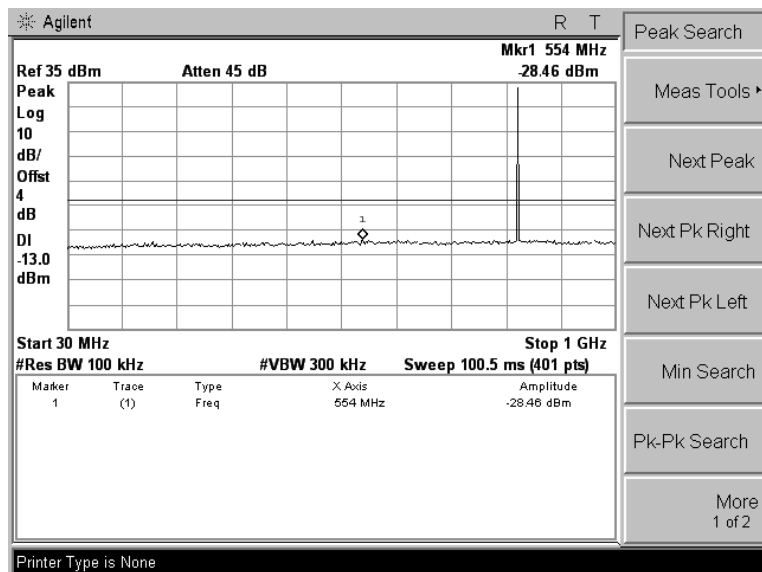 Agilent R T
Mkr1 554 MHz
Ref 35 dBm Atten 45 dB -28.46 dBm
Peak
Log
10
dB/
Offst
4
dB
DI
-13.0
dBm
1
Start 30 MHz Stop 1 GHz
#Res BW 100 kHz #VBW 300 kHz Sweep 100.5 ms (401 pts)
Marker Trace Type X Axis Amplitude
1 (1) Freq 554 MHz -28.46 dBm
Peak Search
Meas Tools
Next Peak
Next Pk Right
Next Pk Left
Min Search
Pk-Pk Search
More
1 of 2
Printer Type is None